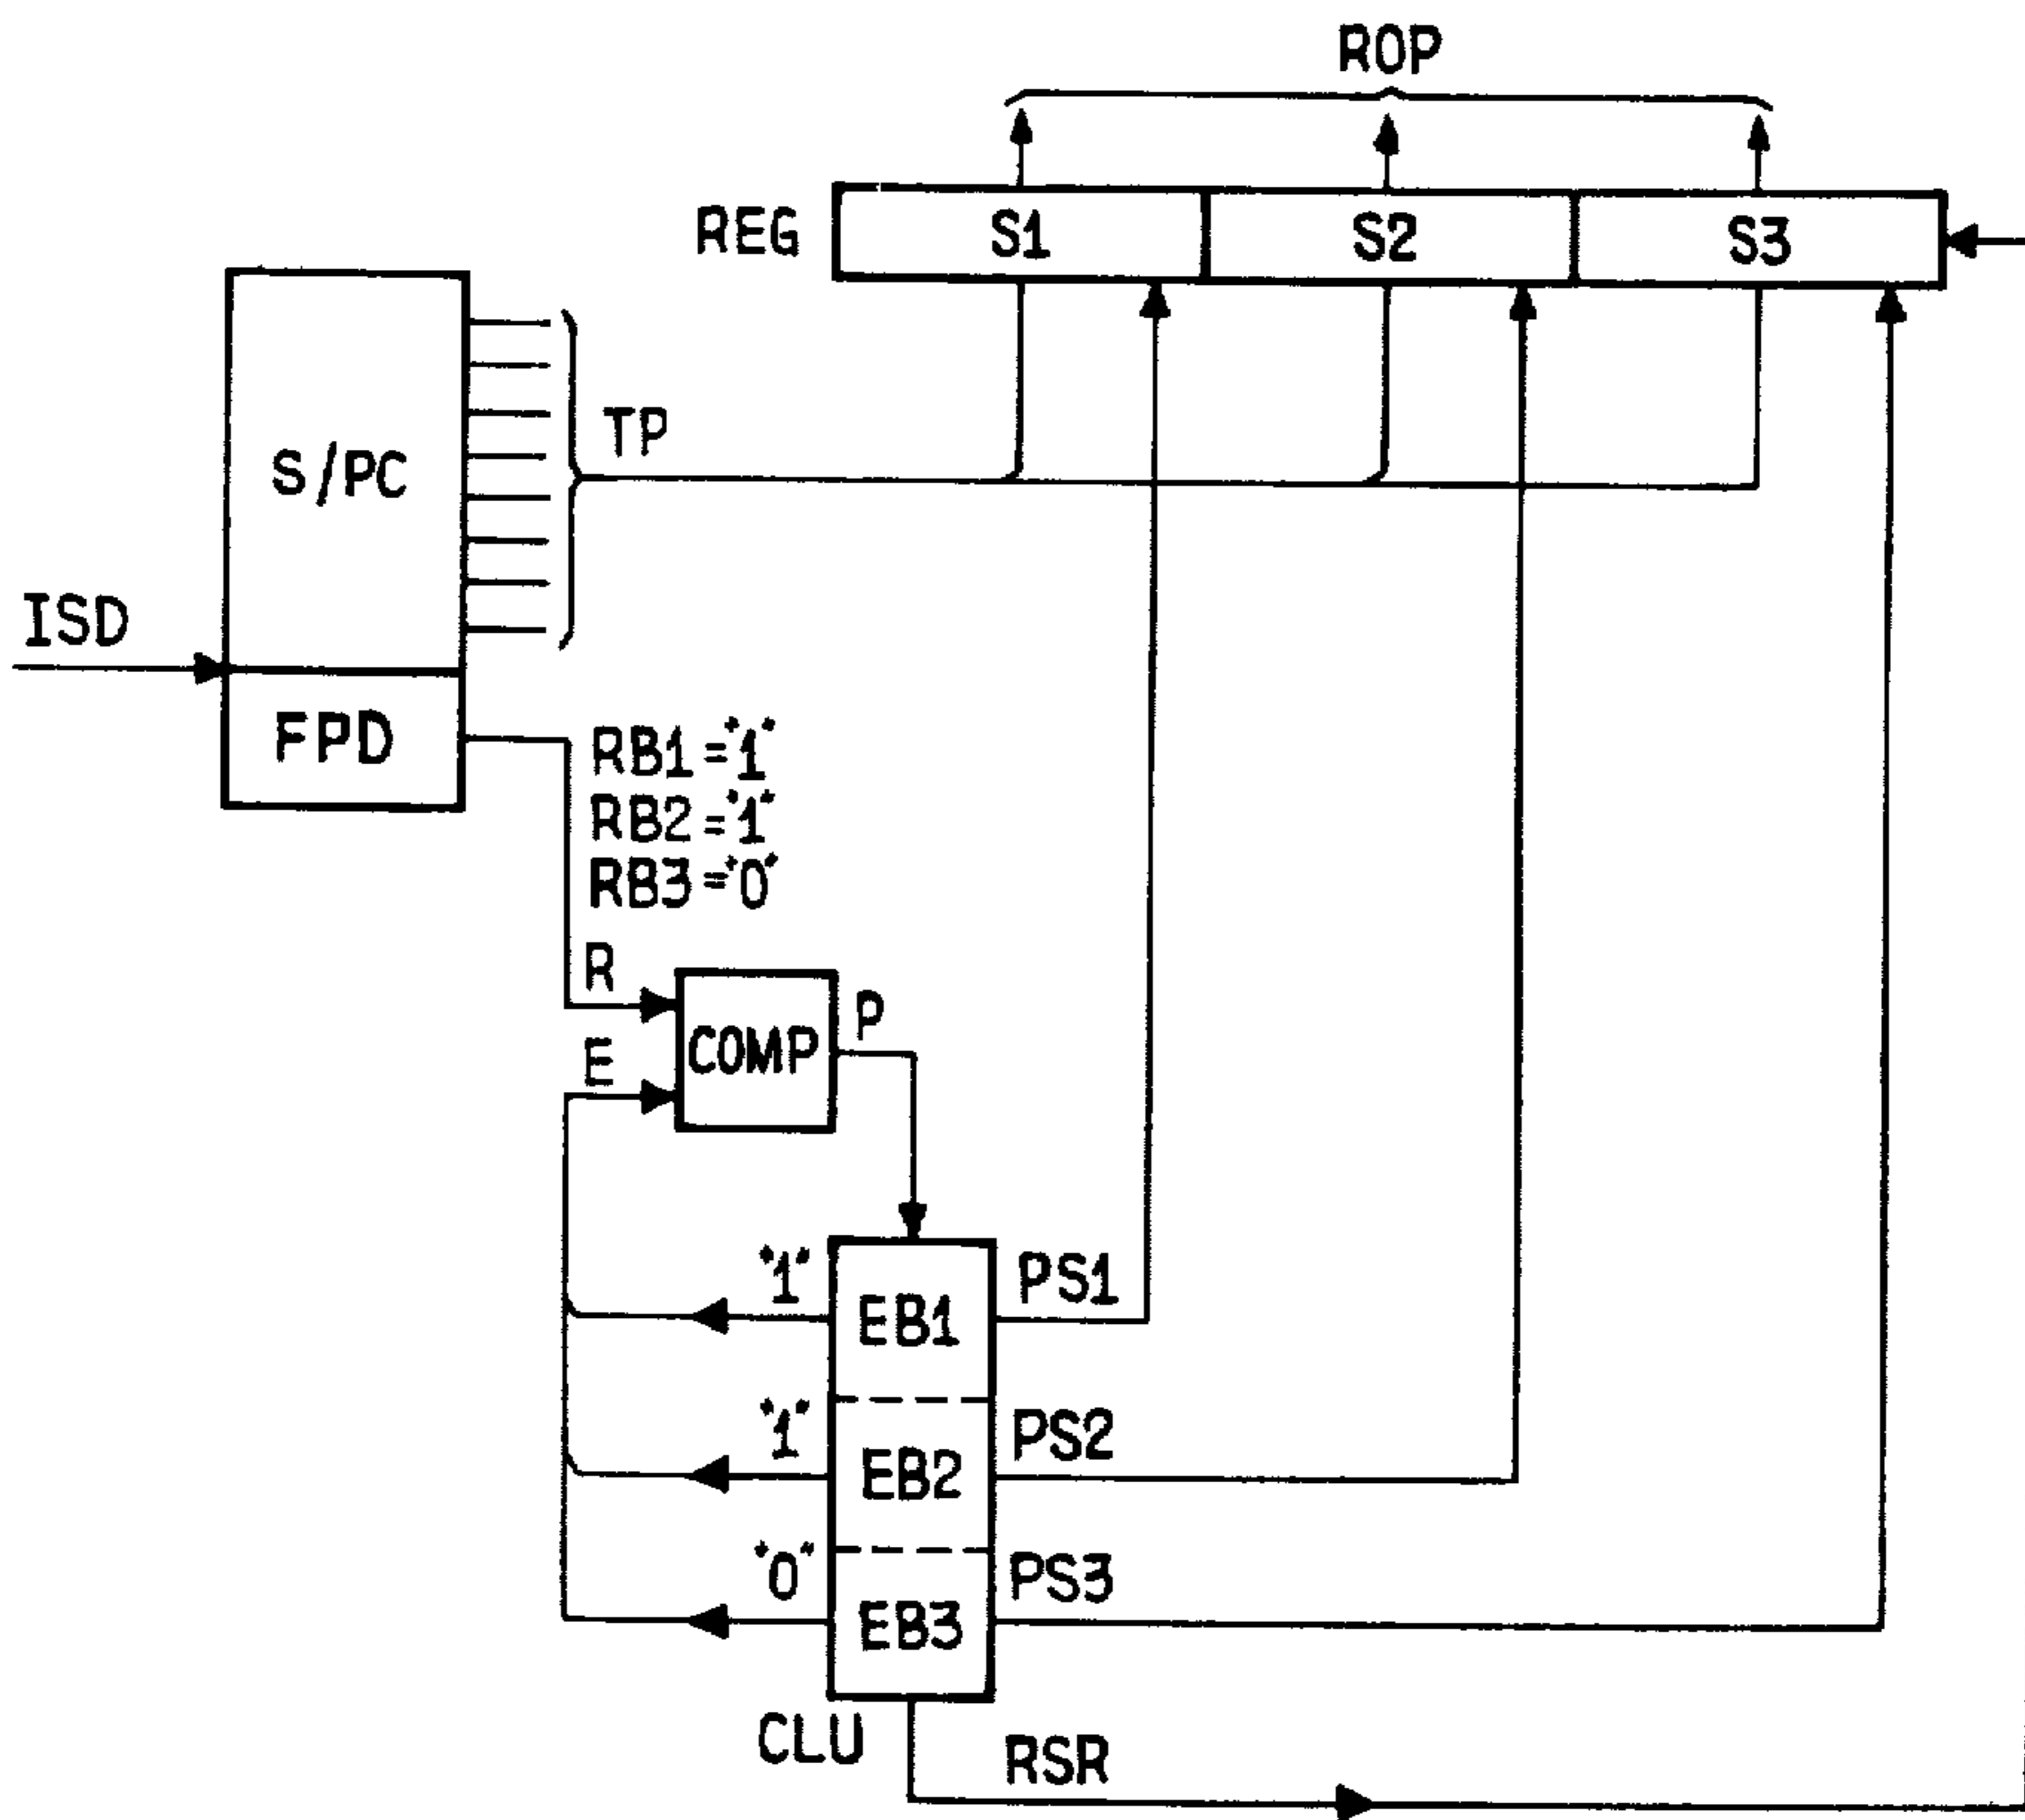 ROP
REG
S1
S2
S3
S/PC
TP
ISD
FPD
RB1="1"
RB2="1"
RB3="0"
R
COMP
P
E
"1"
EB1
PS1
"1"
EB2
PS2
"0"
EB3
PS3
CLU
RSR